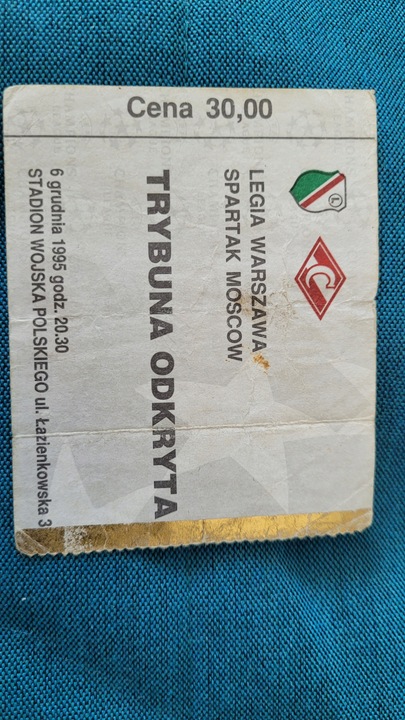 Cena 30,00
LEGIA WARSZAWA
SPARTAK MOSCOW
TRYBUNA ODKRYTA
6 grudnia 1995 godz. 20.30
STADION WOJSKA POLSKIEGO ul. Łazienkowska 3